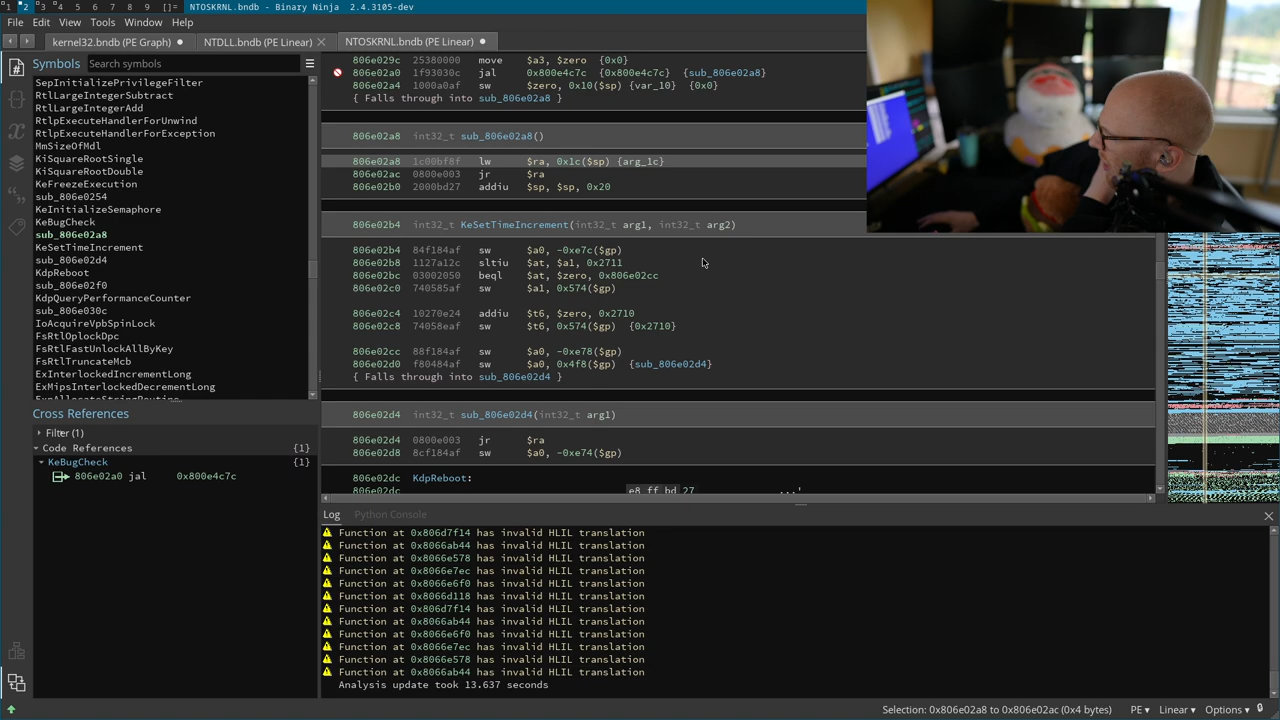 1 2 3 4 5 6 7 8 9 []= NTOSKRNL.bndb - Binary Ninja 2.4.3105-dev
File Edit View Tools Window Help
kernel32.bndb (PE Graph) NTDLL.bndb (PE Linear) NTOSKRNL.bndb (PE Linear)
Symbols
Search symbols
SepInitializePrivilegeFilter
RtlLargeIntegerSubtract
RtlLargeIntegerAdd
RtlpExecuteHandlerForUnwind
RtlpExecuteHandlerForException
MmSizeOfMdl
KiSquareRootSingle
KiSquareRootDouble
KeFreezeExecution
sub_806e0254
KeInitializeSemaphore
KeBugCheck
sub_806e02a8
KeSetTimeIncrement
sub_806e02d4
KdpReboot
sub_806e02f0
KdpQueryPerformanceCounter
sub_806e030c
IoAcquireVpbSpinLock
FsRtlOplockDpc
FsRtlFastUnlockAllByKey
FsRtlTruncateMcb
ExInterlockedIncrementLong
ExMipsInterlockedDecrementLong
Cross References
Filter (1)
Code References {1}
KeBugCheck {1}
806e02a0 jal 0x800e4c7c
806e029c 25380000 move $a3, $zero {0x0}
806e02a0 1f93030c jal 0x800e4c7c {0x800e4c7c} {sub_806e02a8}
806e02a4 1000a0af sw $zero, 0x10($sp) {var_10} {0x0}
{ Falls through into sub_806e02a8 }
806e02a8 int32_t sub_806e02a8()
806e02a8 1c00bf8f lw $ra, 0x1c($sp) {arg_1c}
806e02ac 0800e003 jr $ra
806e02b0 2000bd27 addiu $sp, $sp, 0x20
806e02b4 int32_t KeSetTimeIncrement(int32_t arg1, int32_t arg2)
806e02b4 84f184af sw $a0, -0xe7c($gp)
806e02b8 1127a12c sltiu $at, $a1, 0x2711
806e02bc 03002050 beql $at, $zero, 0x806e02cc
806e02c0 740585af sw $a1, 0x574($gp)
806e02c4 10270e24 addiu $t6, $zero, 0x2710
806e02c8 74058eaf sw $t6, 0x574($gp) {0x2710}
806e02cc 88f184af sw $a0, -0xe78($gp)
806e02d0 f80484af sw $a0, 0x4f8($gp) {sub_806e02d4}
{ Falls through into sub_806e02d4 }
806e02d4 int32_t sub_806e02d4(int32_t arg1)
806e02d4 0800e003 jr $ra
806e02d8 8cf184af sw $a0, -0xe74($gp)
806e02dc KdpReboot:
806e02dc e8 ff bd 27 ...'
Log Python Console
Function at 0x806d7f14 has invalid HLIL translation
Function at 0x8066ab44 has invalid HLIL translation
Function at 0x8066e578 has invalid HLIL translation
Function at 0x8066e7ec has invalid HLIL translation
Function at 0x8066e6f0 has invalid HLIL translation
Function at 0x8066d118 has invalid HLIL translation
Function at 0x806d7f14 has invalid HLIL translation
Function at 0x8066ab44 has invalid HLIL translation
Function at 0x8066e6f0 has invalid HLIL translation
Function at 0x8066e7ec has invalid HLIL translation
Function at 0x8066e578 has invalid HLIL translation
Function at 0x8066ab44 has invalid HLIL translation
Analysis update took 13.637 seconds
Selection: 0x806e02a8 to 0x806e02ac (0x4 bytes) PE Linear Options